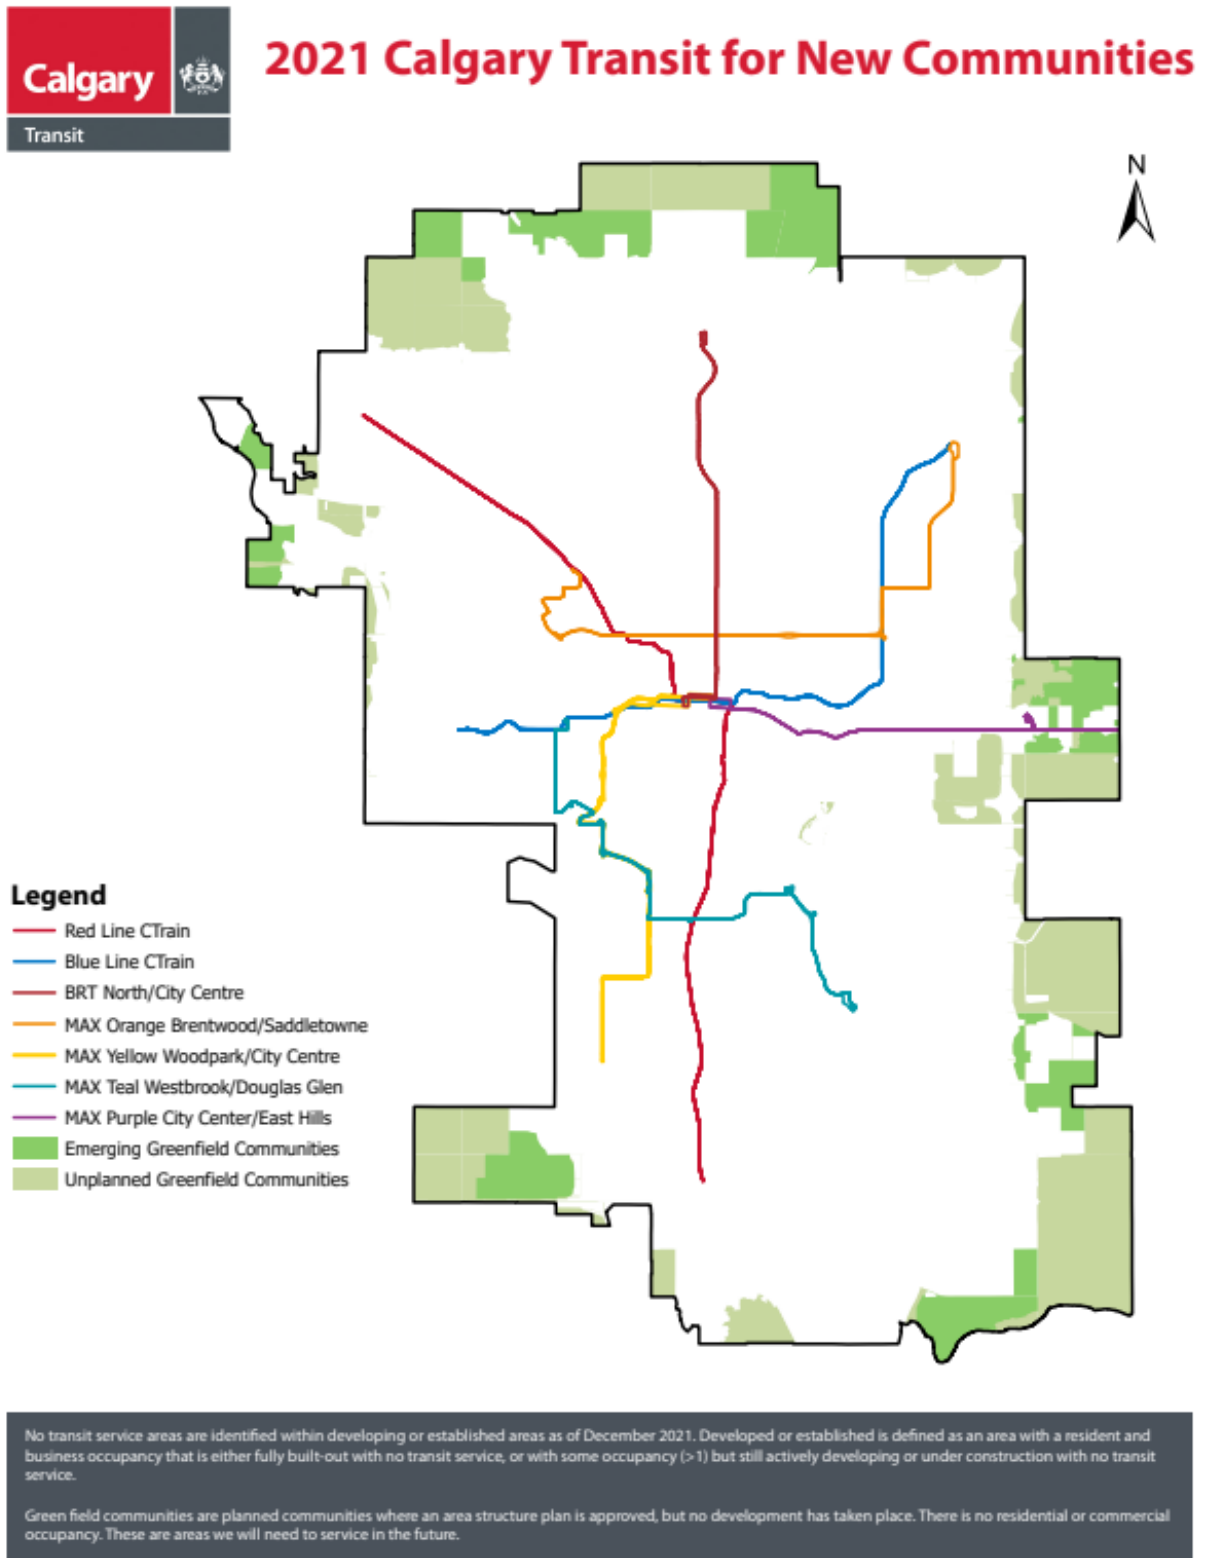 Calgary
Transit
2021 Calgary Transit for New Communities
N
Legend
Red Line CTrain
Blue Line CTrain
BRT North/City Centre
MAX Orange Brentwood/Saddletowne
MAX Yellow Woodpark/City Centre
MAX Teal Westbrook/Douglas Glen
MAX Purple City Center/East Hills
Emerging Greenfield Communities
Unplanned Greenfield Communities
No transit service areas are identified within developing or established areas as of December 2021. Developed or established is defined as an area with a resident and
business occupancy that is either fully built-out with no transit service, or with some occupancy (>1) but still actively developing or under construction with no transit
service.
Green field communities are planned communities where an area structure plan is approved, but no development has taken place. There is no residential or commercial
occupancy. These are areas we will need to service in the future.